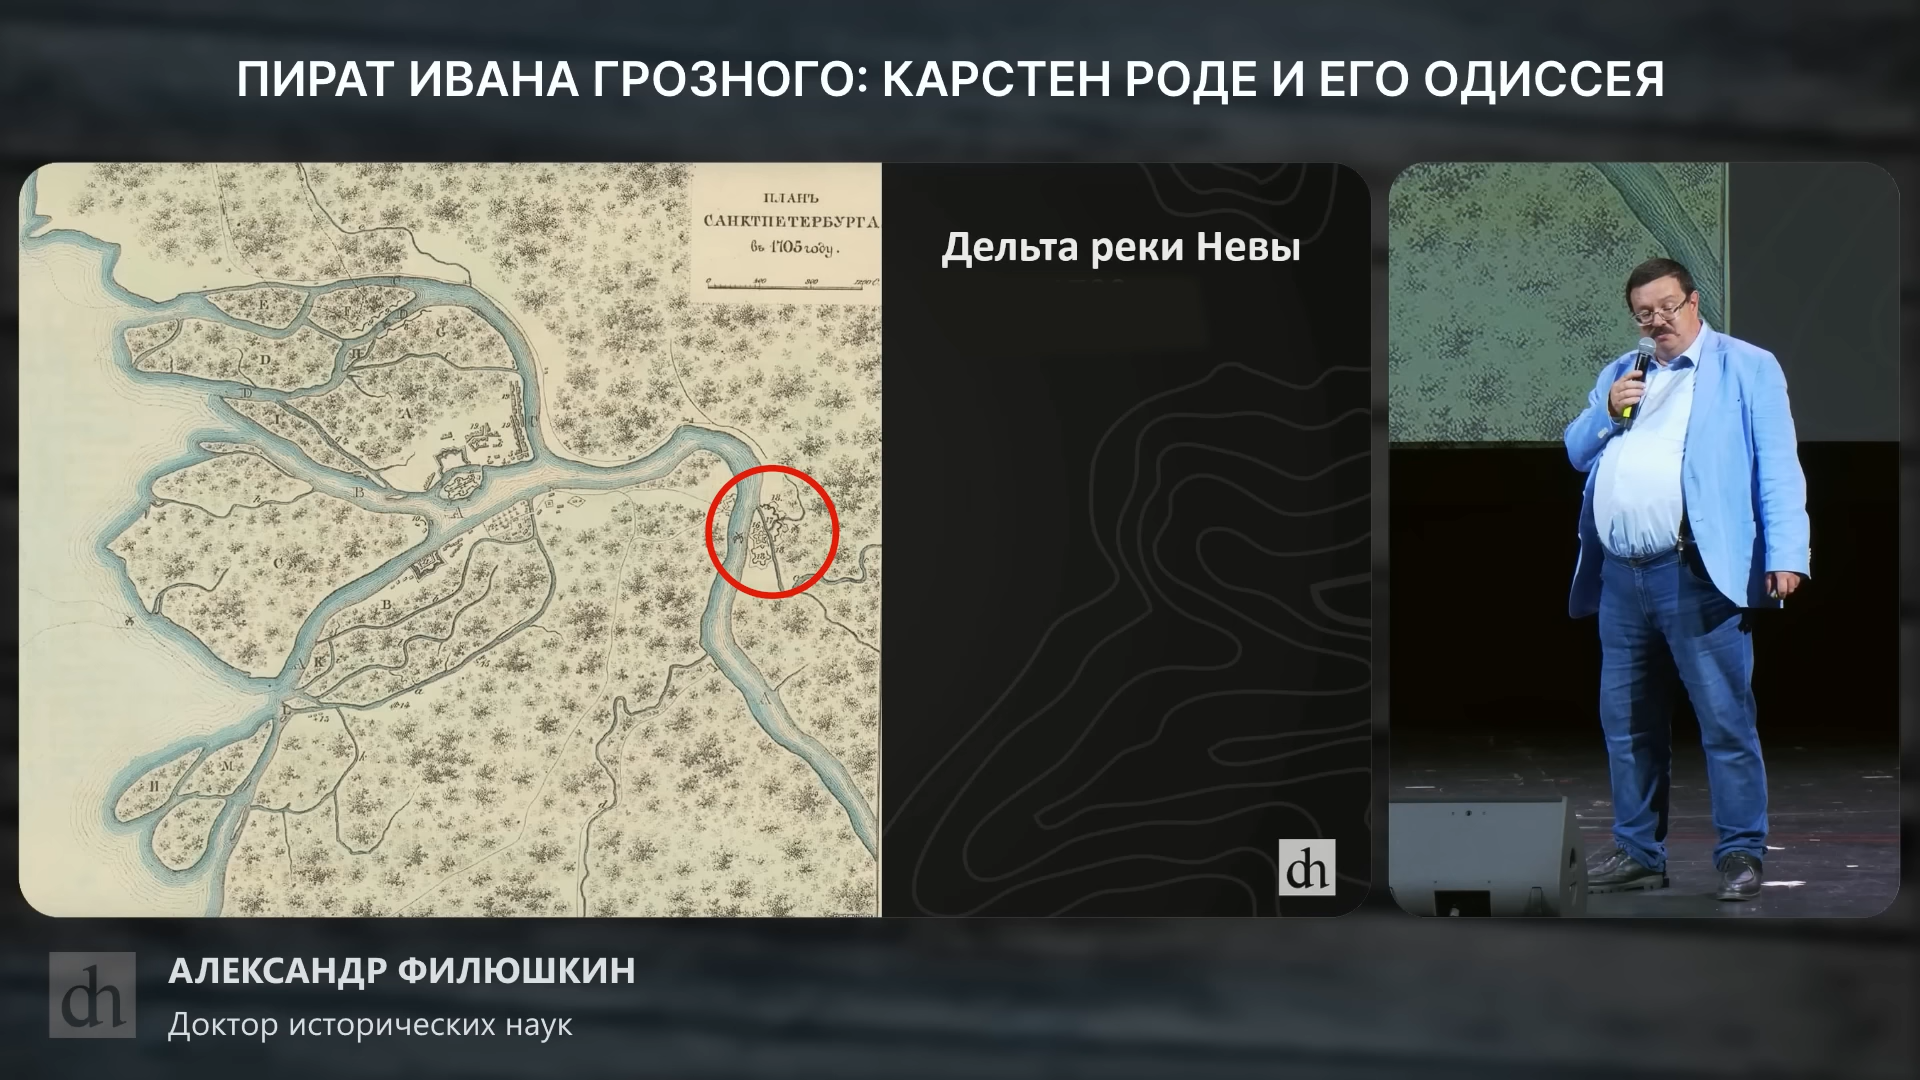 ПИРАТ ИВАНА ГРОЗНОГО: КАРСТЕН РОДЕ И ЕГО ОДИССЕЯ
ПЛАНЪ
САНКТПЕТЕРБУРГА
въ 1705 году.
Дельта реки Невы
dh
dh
АЛЕКСАНДР ФИЛЮШКИН
Доктор исторических наук